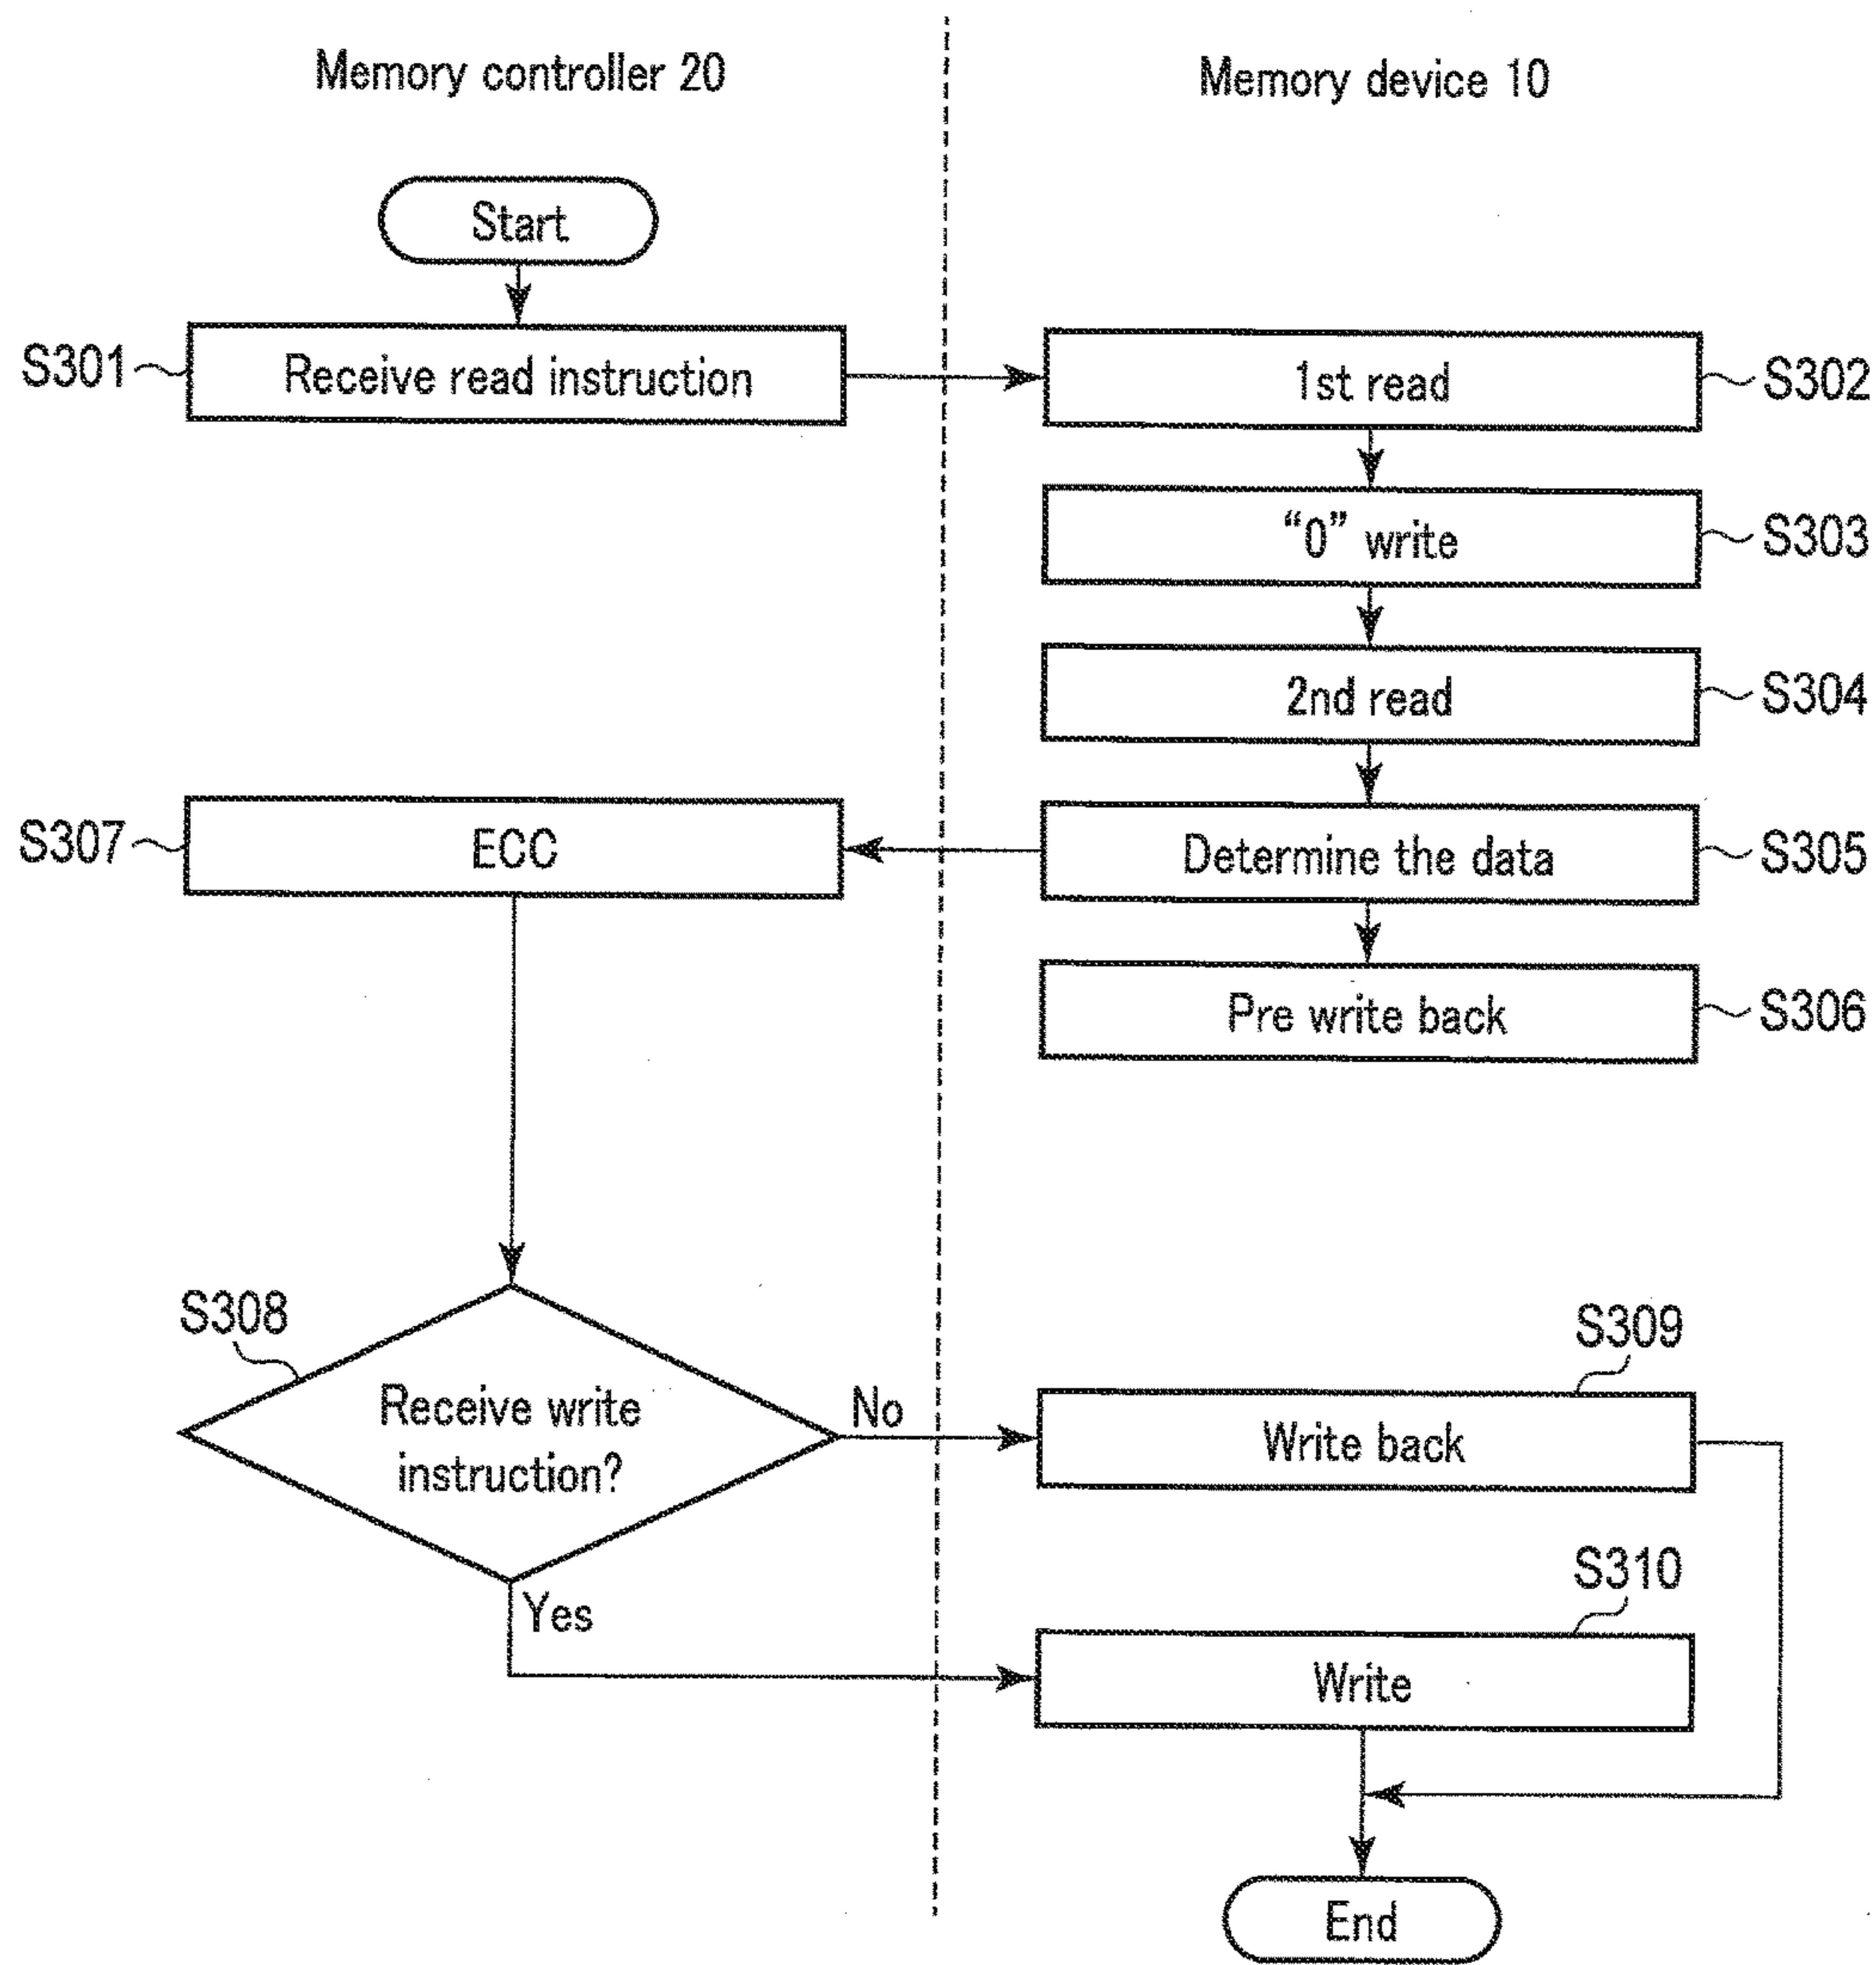 Memory controller 20
Memory device 10
Start
S301
Receive read instruction
1st read
S302
“0” write
S303
2nd read
S304
S307
ECC
Determine the data
S305
Pre write back
S306
S308
Receive write
instruction?
No
Yes
S309
Write back
S310
Write
End